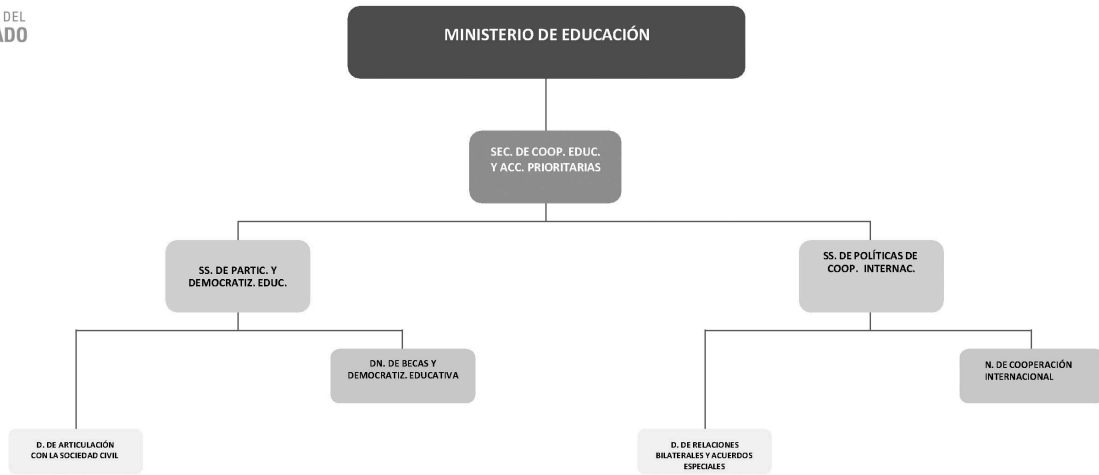 DEL
MINISTERIO DE EDUCACIÓN
SEC. DE COOP. EDUC.
Y ACC. PRIORITARIAS
SS. DE PARTIC. Y
DEMOCRATIZ. EDUC.
SS. DE POLÍTICAS DE
COOP. INTERNAC.
DN. DE BECAS Y
DEMOCRATIZ. EDUCATIVA
N. DE COOPERACIÓN
INTERNACIONAL
D. DE ARTICULACIÓN
CON LA SOCIEDAD CIVIL
D. DE RELACIONES
BILATERALES Y ACUERDOS
ESPECIALES